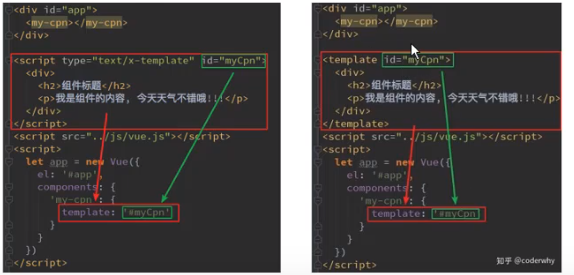 <div id="app">
<my-cpn></my-cpn>
</div>
<script type="text/x-template" id="myCpn">
<div>
<h2>组件标题</h2>
<p>我是组件的内容, 今天天气不错哦!!!</p>
</div>
</script>
<script src="../js/vue.js"></script>
<script>
let app = new Vue({
el: '#app',
components: {
'my-cpn': {
template: '#myCpn'
}
}
})
</script>
<div id="app">
<my-cpn></my-cpn>
</div>
<template id="myCpn">
<div>
<h2>组件标题</h2>
<p>我是组件的内容, 今天天气不错哦!!!</p>
</div>
</template>
<script src="../js/vue.js"></script>
<script>
let app = new Vue({
el: '#app',
components: {
'my-cpn': {
template: '#myCpn
}
}
})
</script>
知乎 @coderwhy